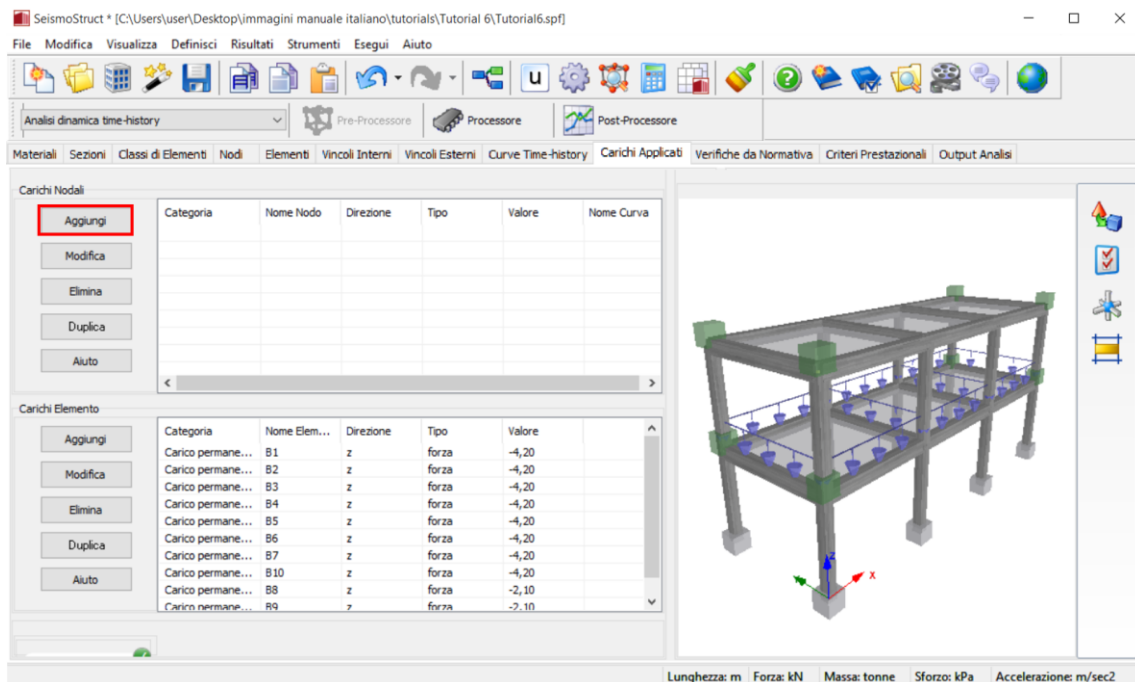 SeismoStruct * [C:\Users\user\Desktop\immagini manuale italiano\tutorials\Tutorial 6\Tutorial6.spf]
File Modifica Visualizza Definisci Risultati Strumenti Esegui Aiuto
u
Analisi dinamica time-history Pre-Processore Processore Post-Processore
Materiali Sezioni Classi di Elementi Nodi Elementi Vincoli Interni Vincoli Esterni Curve Time-history Carichi Applicati Verifiche da Normativa Criteri Prestazionali Output Analisi
Carichi Nodali
Aggiungi
Modifica
Elimina
Duplica
Aiuto
Categoria Nome Nodo Direzione Tipo Valore Nome Curva
Carichi Elemento
Aggiungi
Modifica
Elimina
Duplica
Aiuto
Categoria Nome Elem... Direzione Tipo Valore
Carico permane... B1 z forza -4,20
Carico permane... B2 z forza -4,20
Carico permane... B3 z forza -4,20
Carico permane... B4 z forza -4,20
Carico permane... B5 z forza -4,20
Carico permane... B6 z forza -4,20
Carico permane... B7 z forza -4,20
Carico permane... B10 z forza -4,20
Carico permane... B8 z forza -2,10
Carico permane... B9 z forza -2,10
z
x
Lunghezza: m Forza: kN Massa: tonne Sforzo: kPa Accelerazione: m/sec2